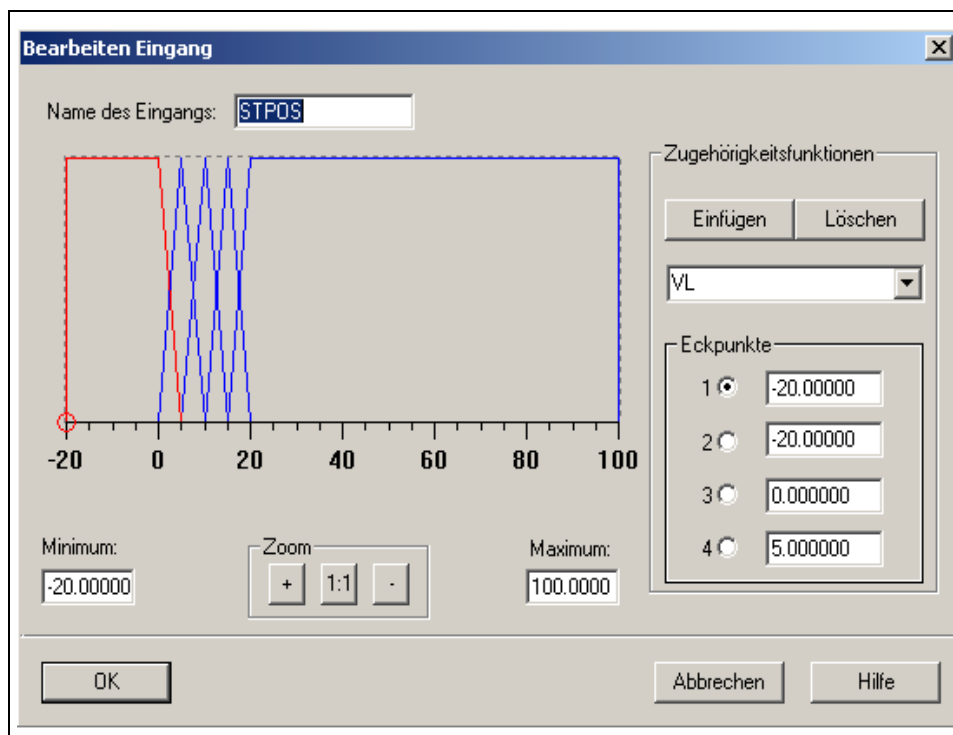 Bearbeiten Eingang
Name des Eingangs: STPOS
-20 0 20 40 60 80 100
Minimum:
-20.00000
Zoom
+ 1:1 -
Maximum:
100.0000
Zugehörigkeitsfunktionen
Einfügen Löschen
VL
Eckpunkte
1 -20.00000
2 -20.00000
3 0.000000
4 5.000000
OK Abbrechen Hilfe